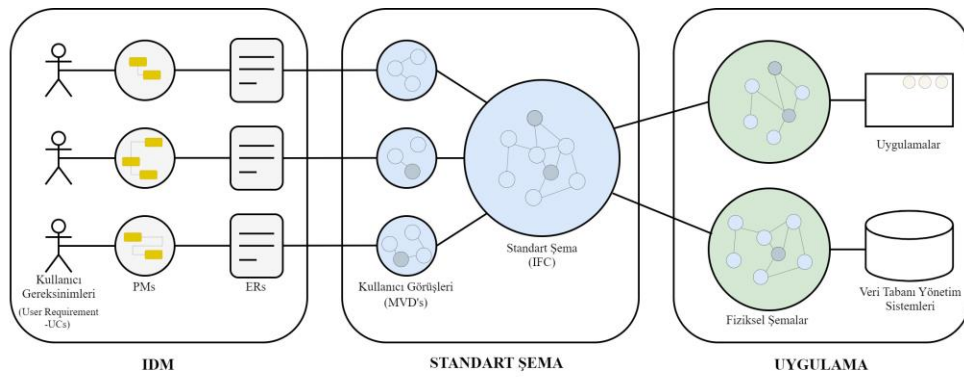 Kullanıcı
Gereksinimleri
(User Requirement
-UCs)
PMs
ERs
IDM
Kullanıcı Görüşleri
(MVD's)
Standart Şema
(IFC)
STANDART ŞEMA
Uygulamalar
Fiziksel Şemalar
Veri Tabanı Yönetim
Sistemleri
UYGULAMA